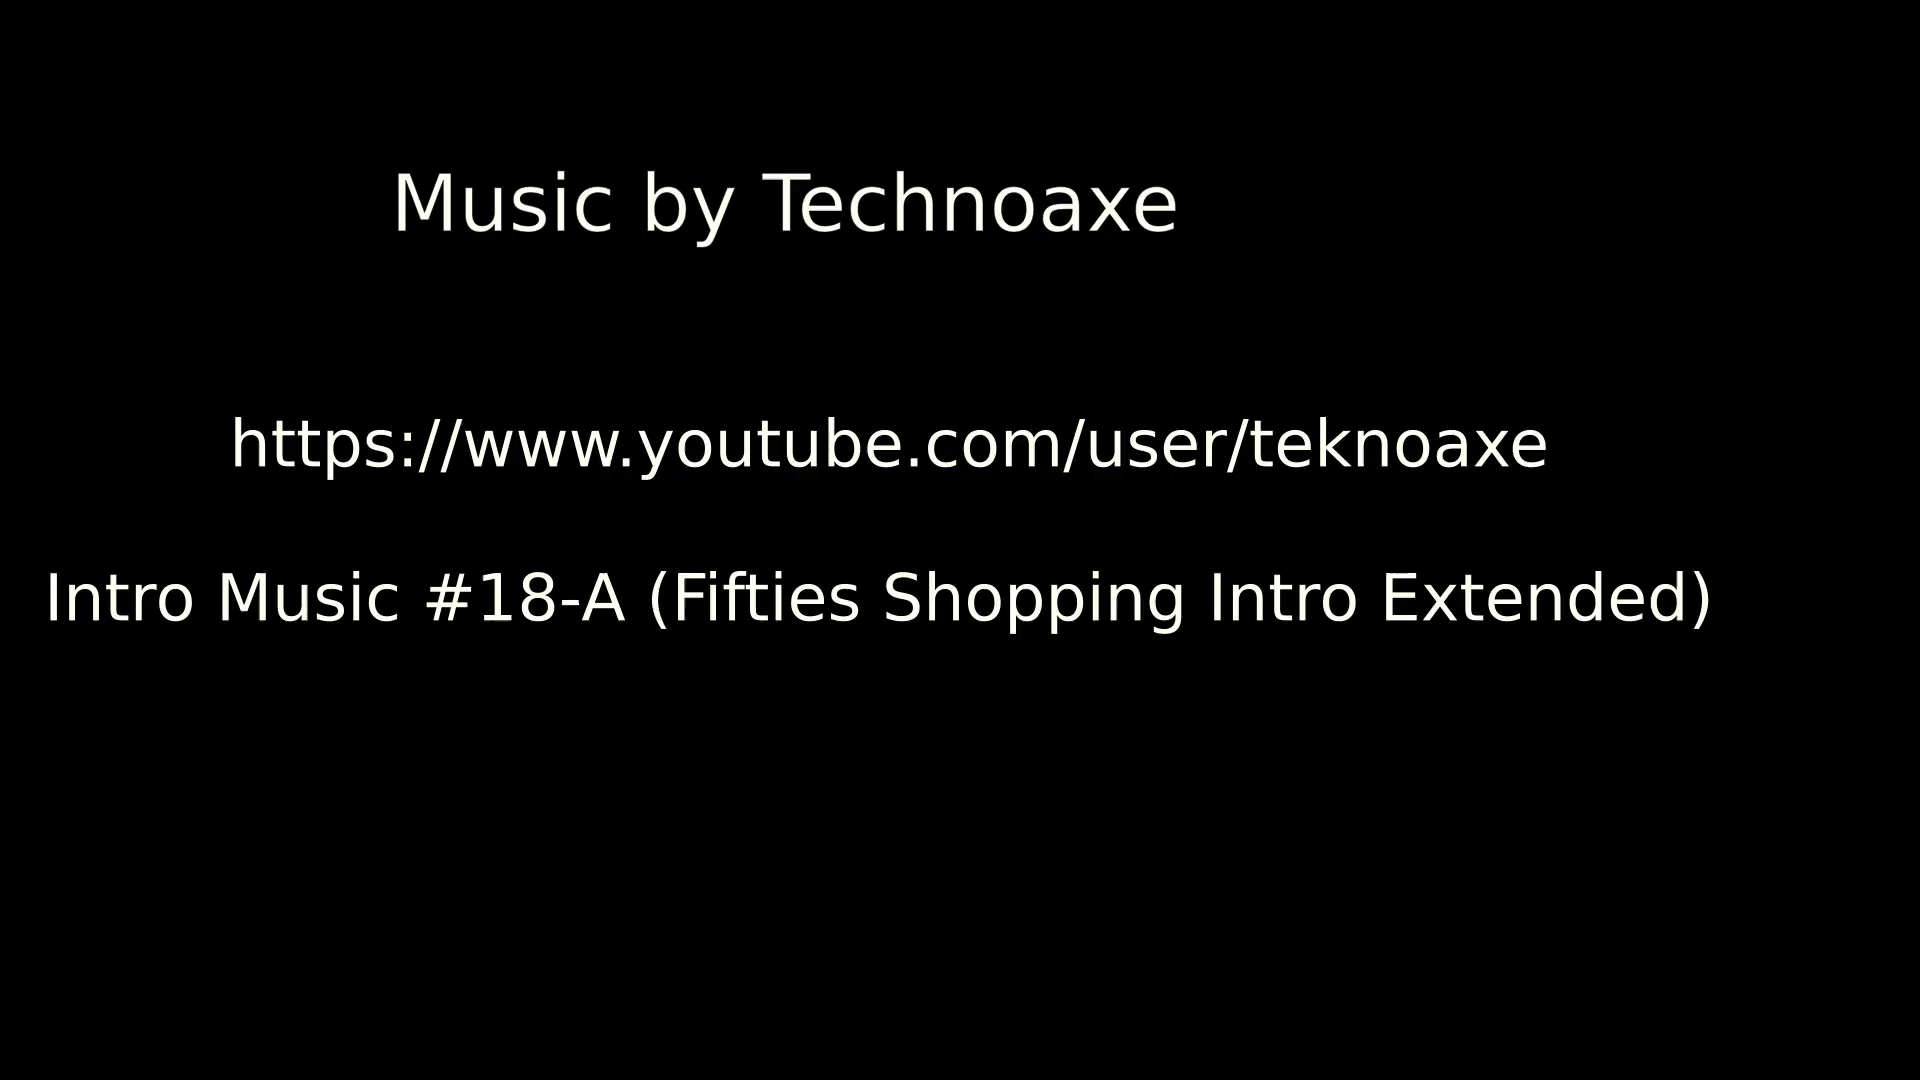 Music by Technoaxe
https://www.youtube.com/user/teknoaxe
Intro Music #18-A (Fifties Shopping Intro Extended)